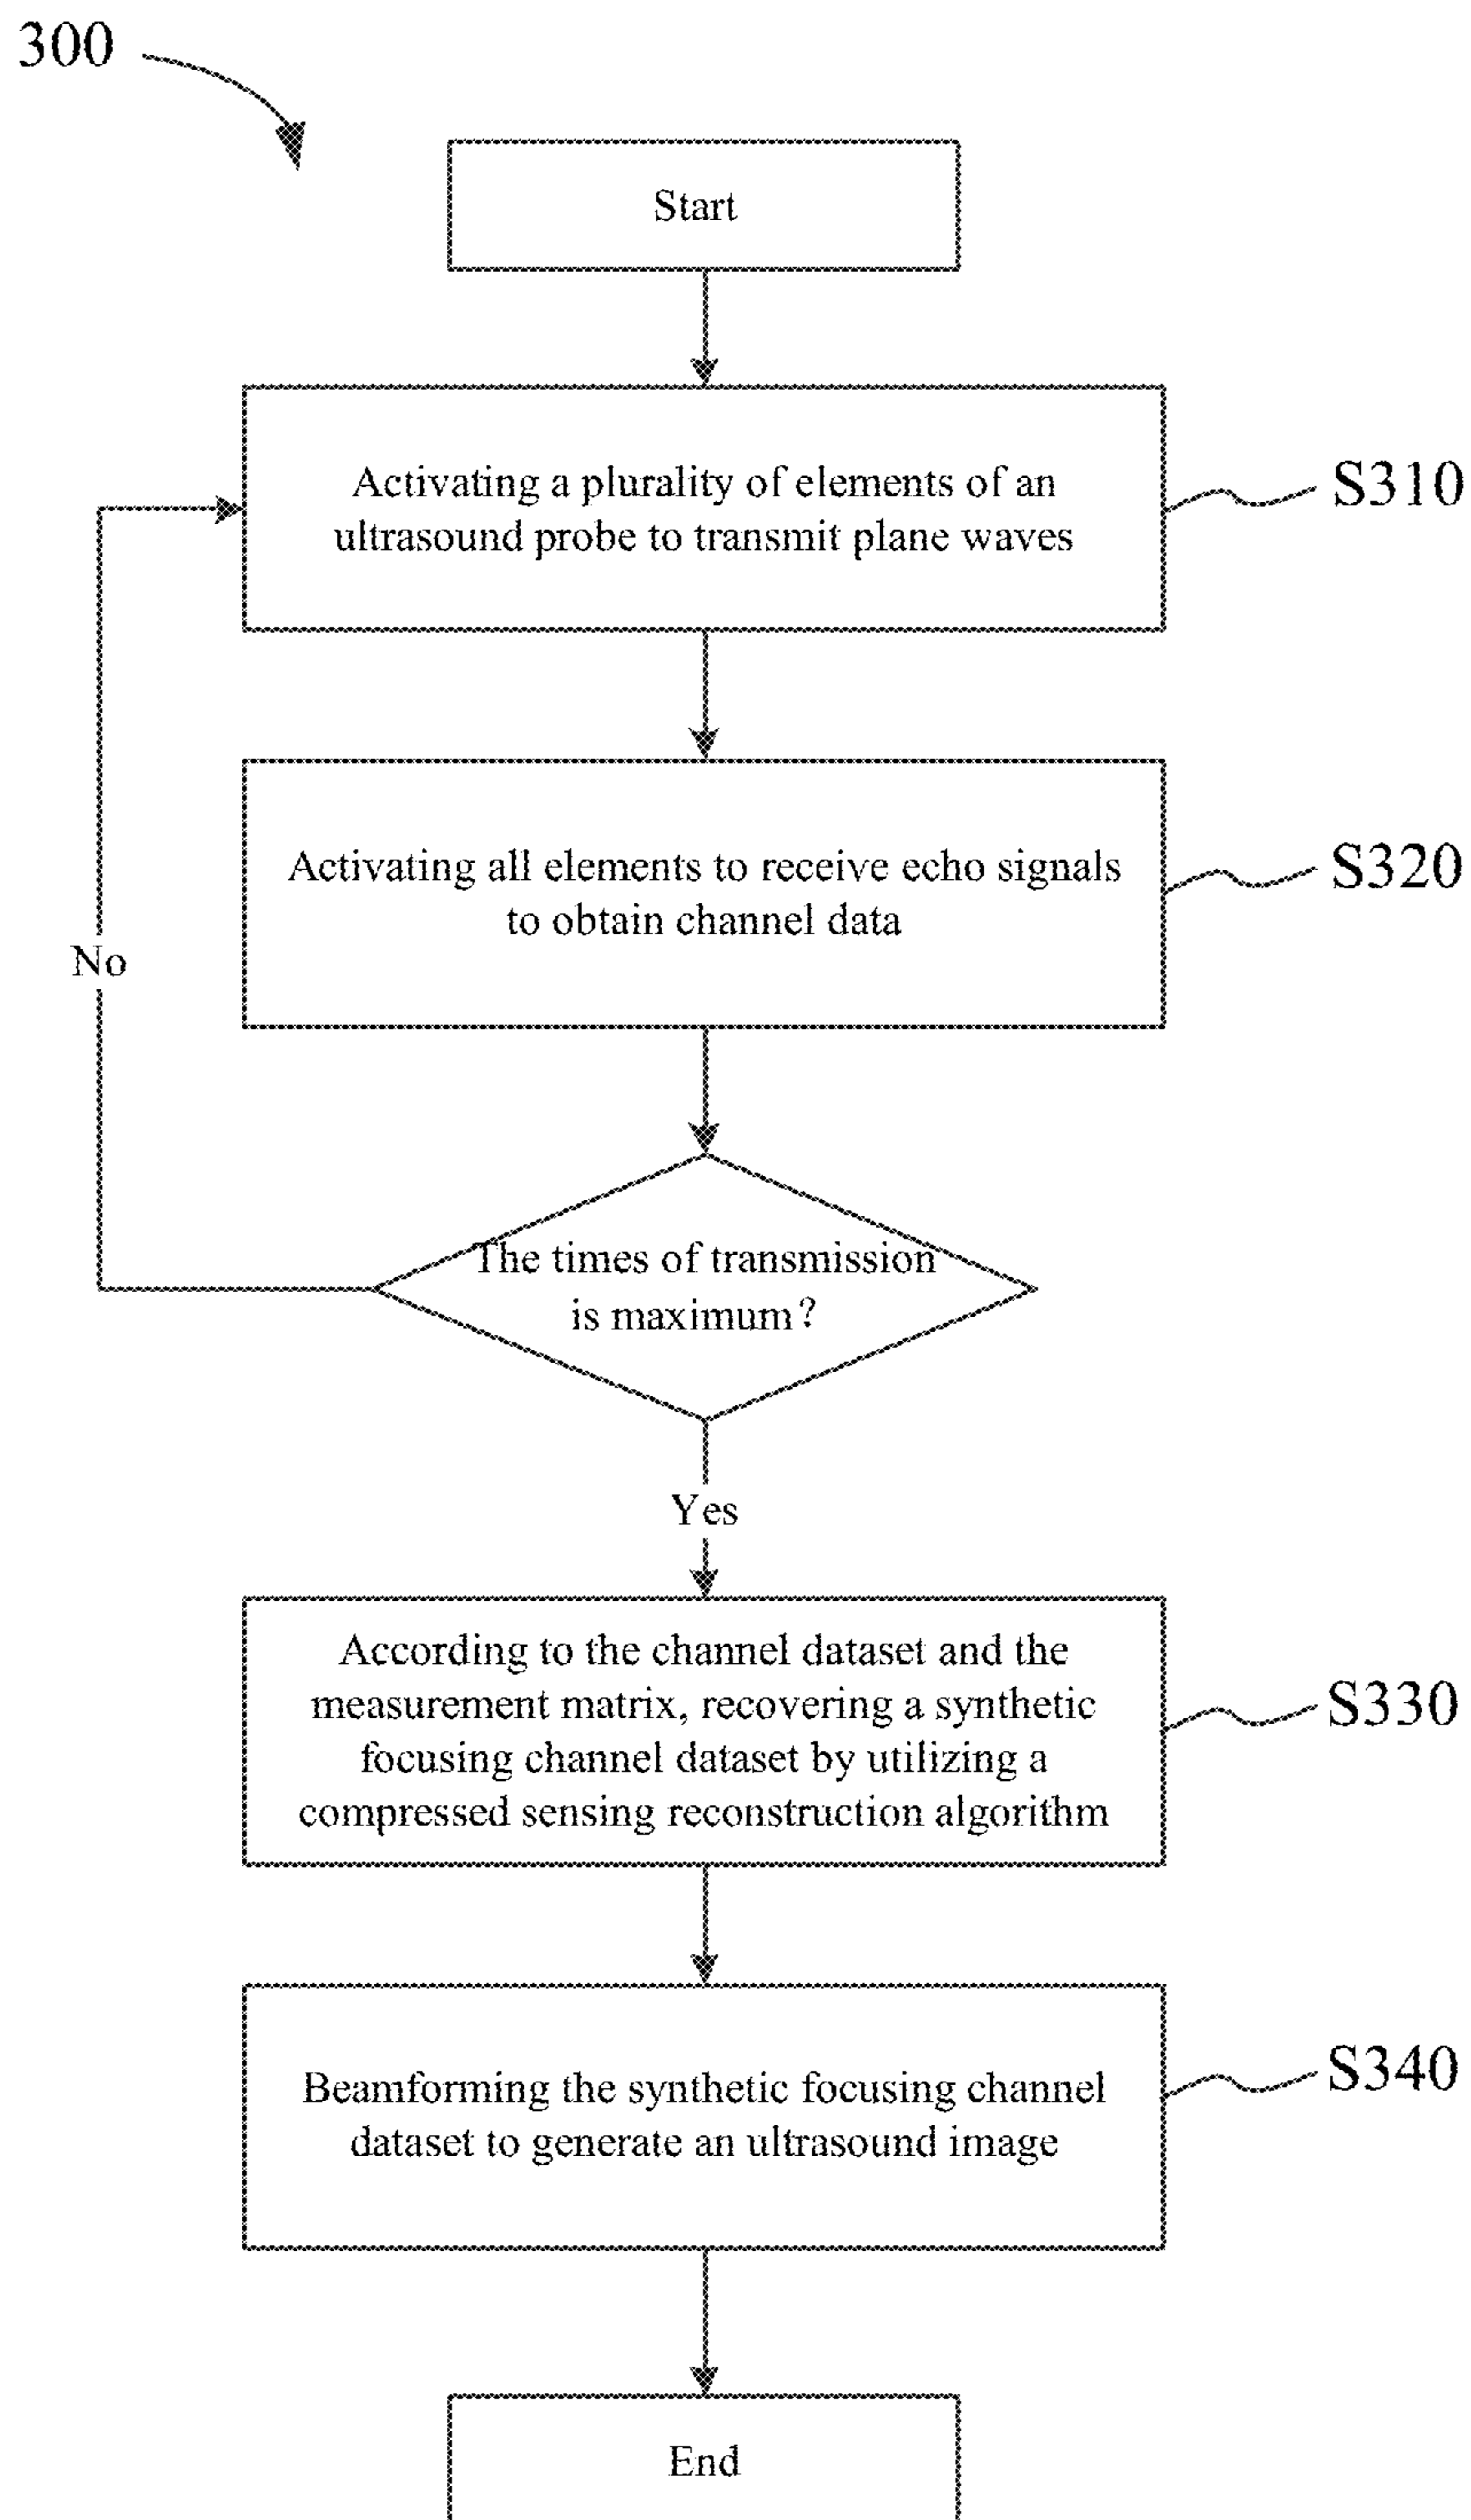 300
Start
Activating a plurality of elements of an
ultrasound probe to transmit plane waves
S310
Activating all elements to receive echo signals
to obtain channel data
S320
No
The times of transmission
is maximum?
Yes
According to the channel dataset and the
measurement matrix, recovering a synthetic
focusing channel dataset by utilizing a
compressed sensing reconstruction algorithm
S330
Beamforming the synthetic focusing channel
dataset to generate an ultrasound image
S340
End